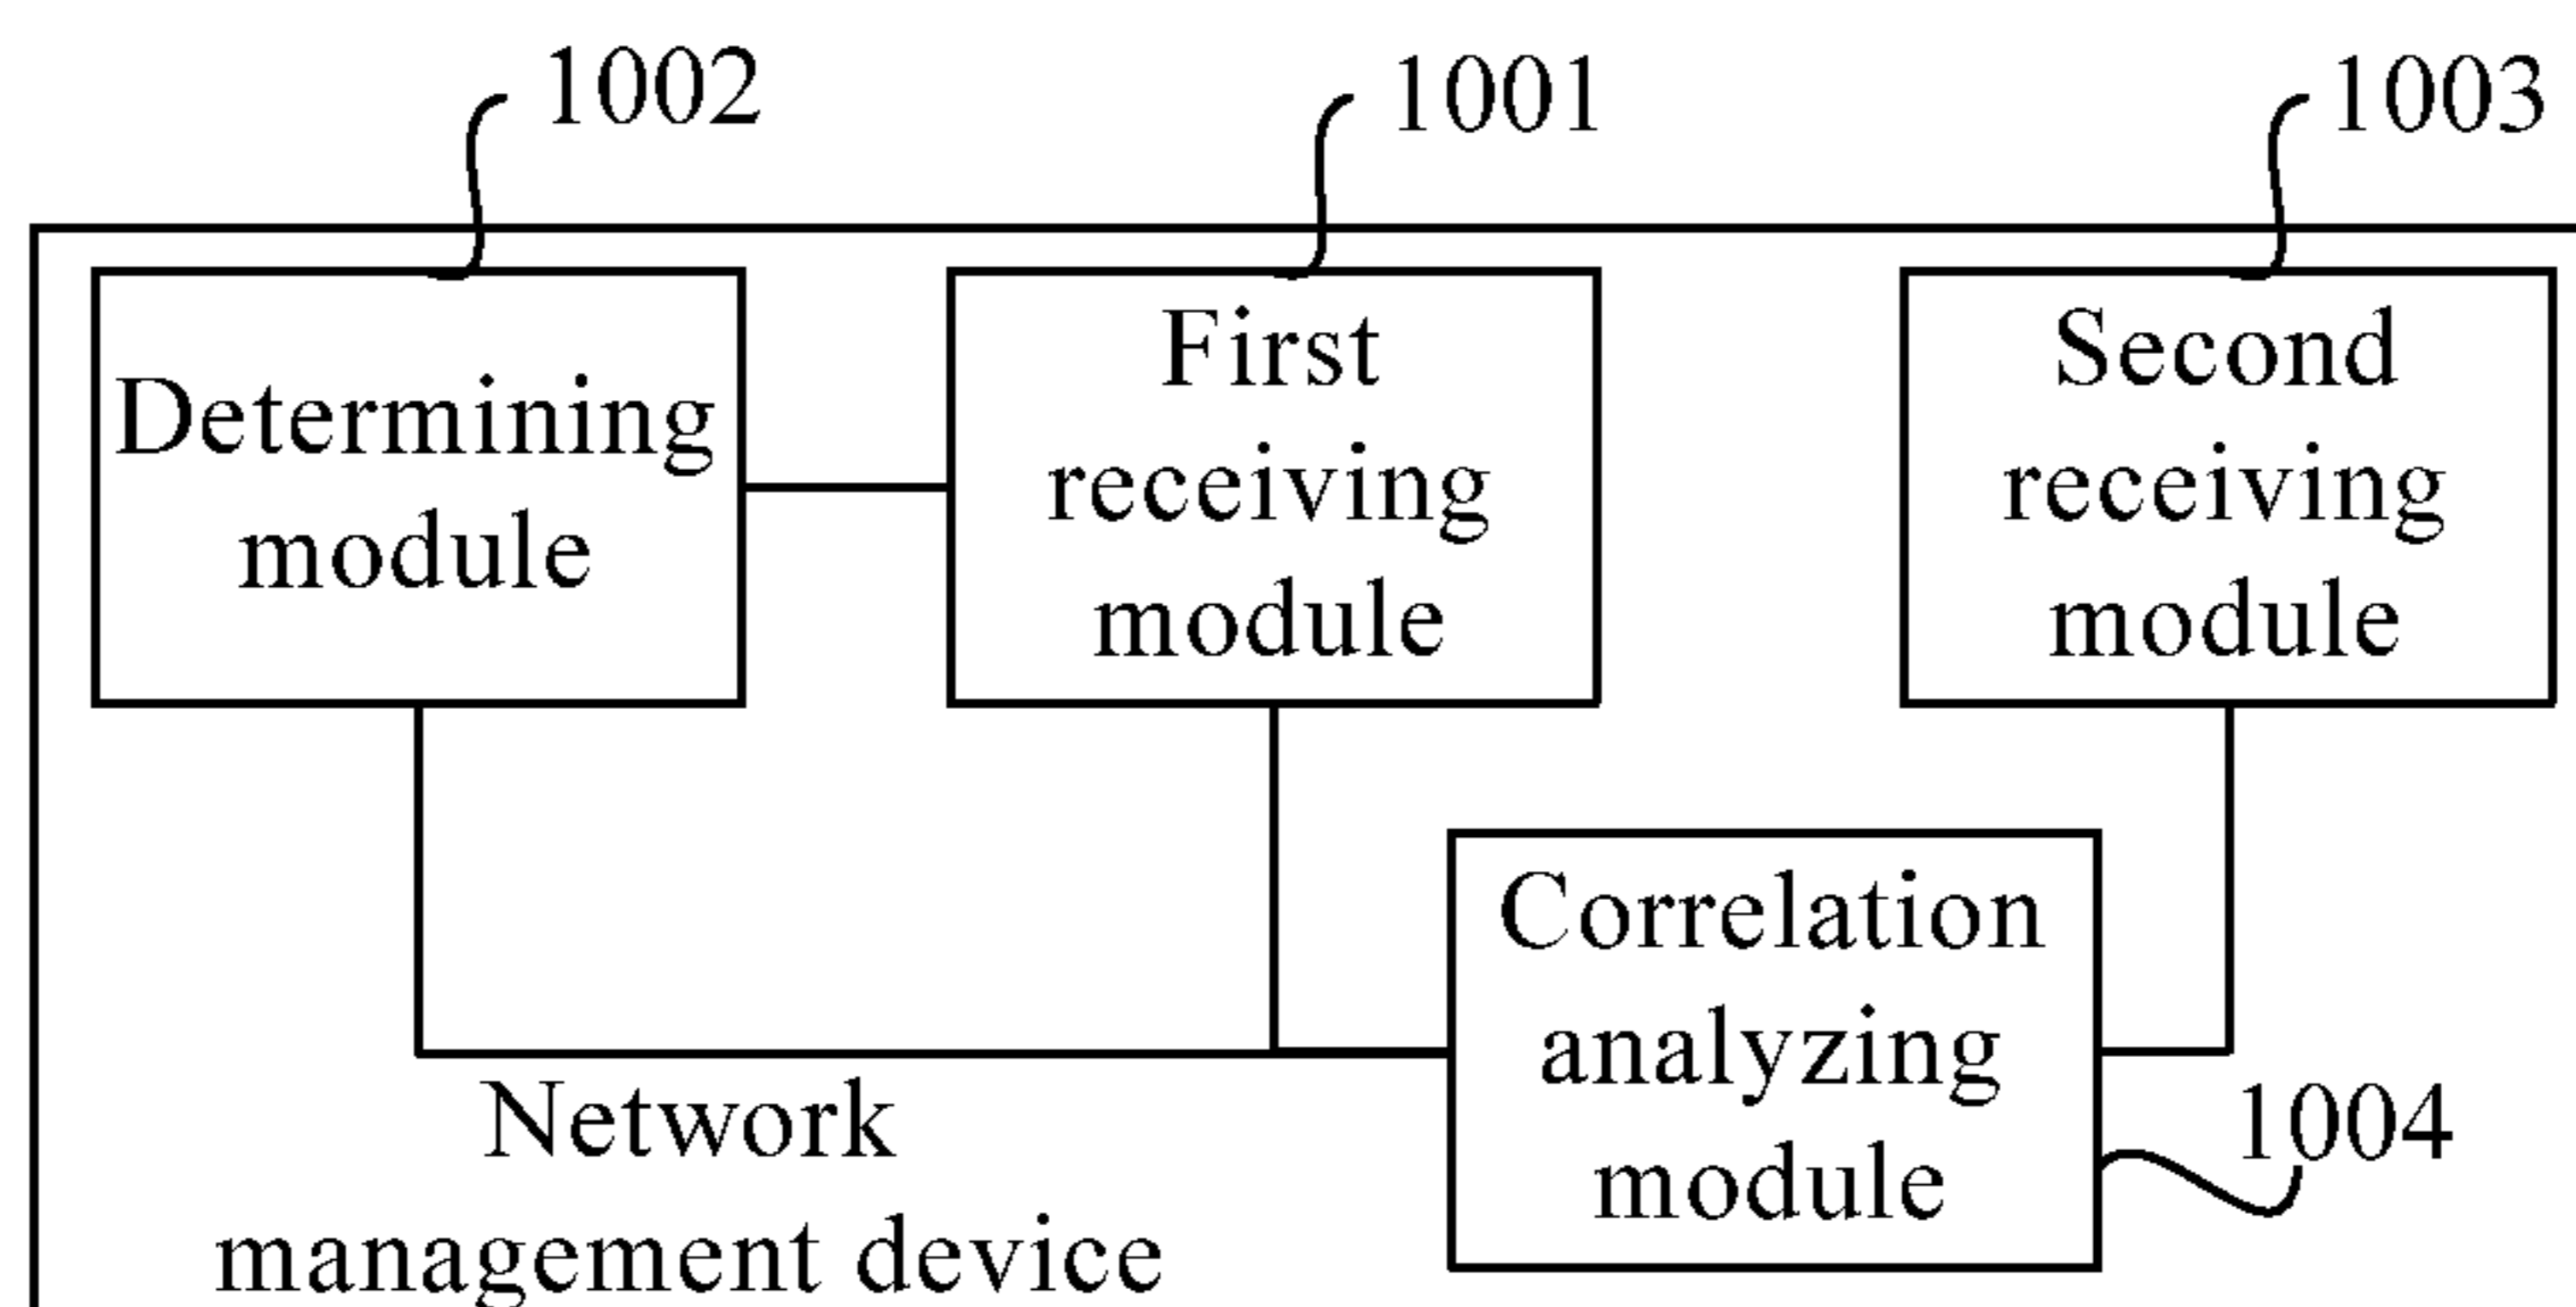 1002
1001
1003
Determining
module
First
receiving
module
Second
receiving
module
Correlation
analyzing
module
1004
Network
management device